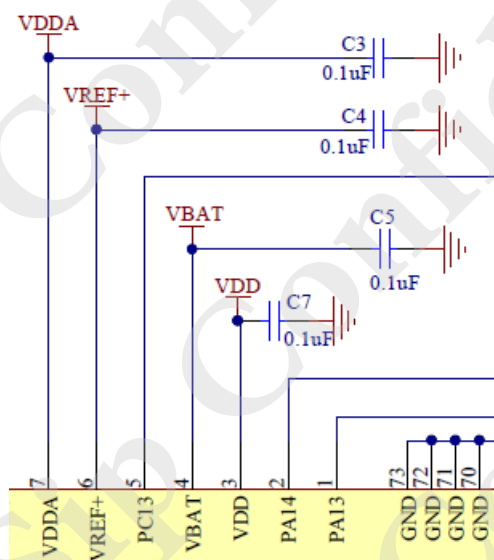 VDDA
C3
0.1uF
VREF+
C4
0.1uF
VBAT
C5
0.1uF
VDD
C7
0.1uF
7
6
5
4
3
2
1
73
72
71
70
VDDA
VREF+
PC13
VBAT
VDD
PA14
PA13
GND
GND
GND
GND